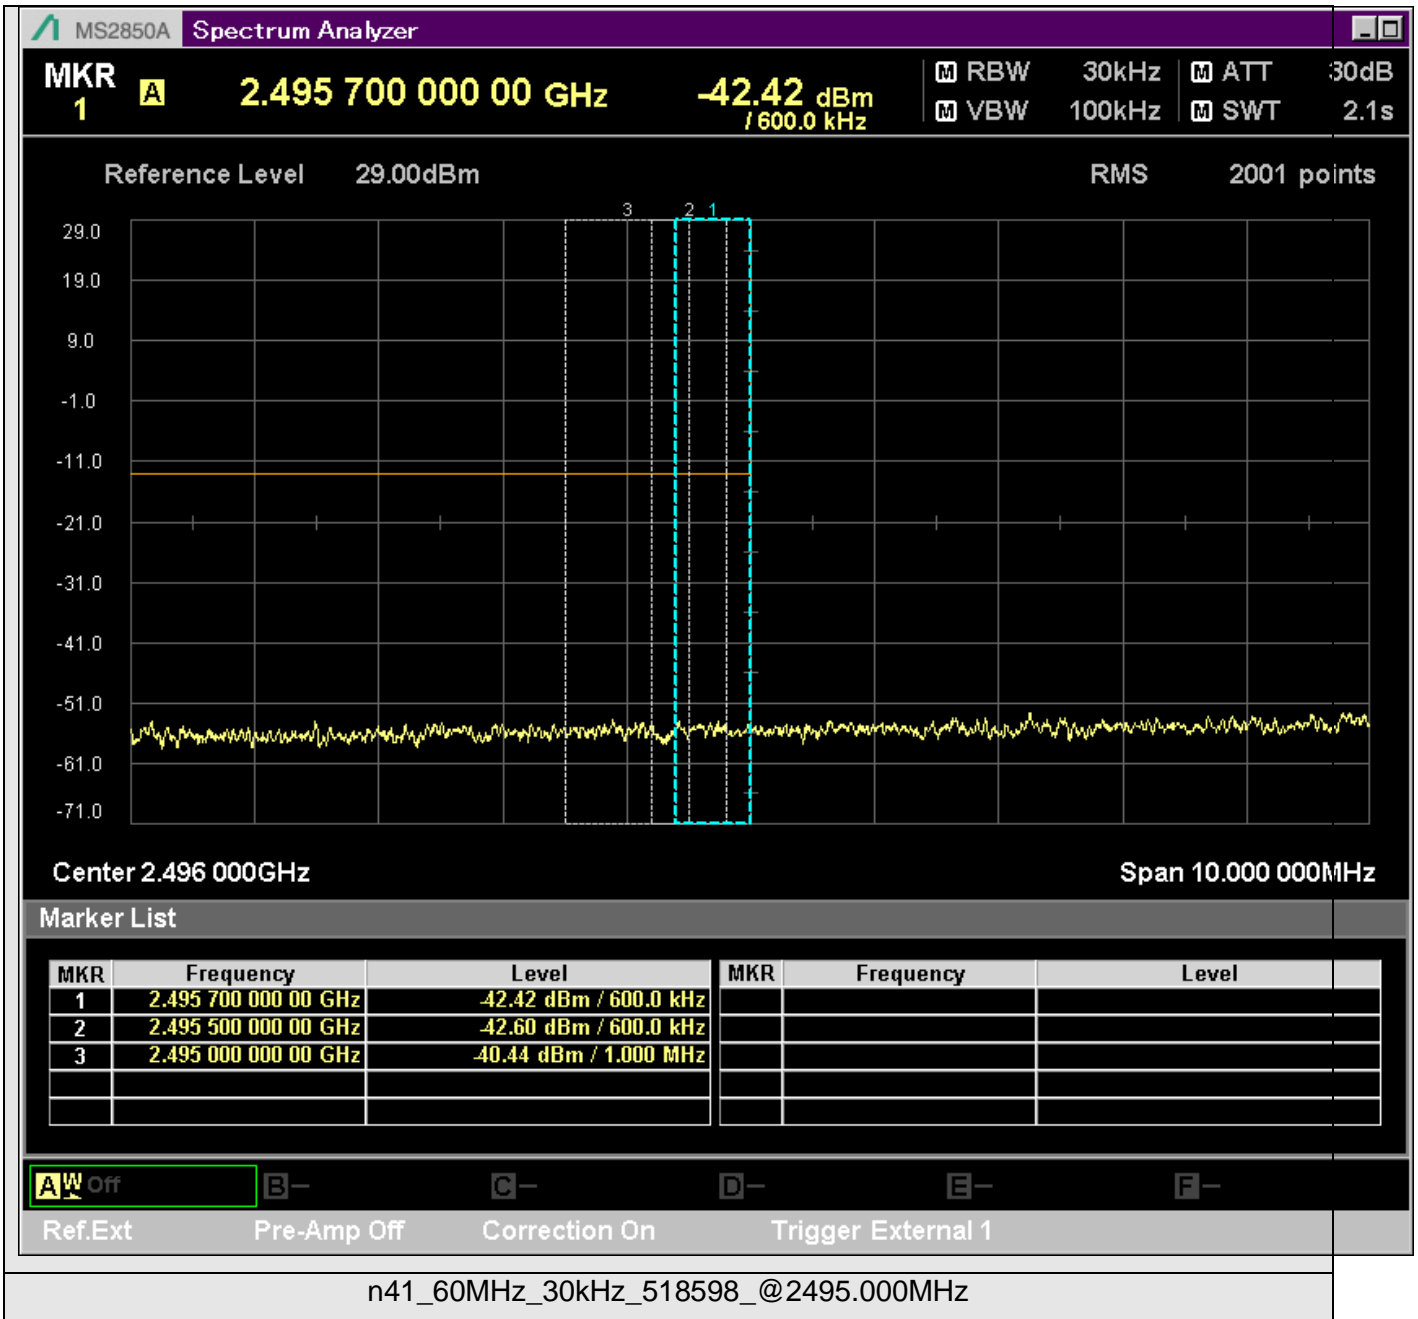 MS2850A Spectrum Analyzer
MKR 1 A 2.495 700 000 00 GHz -42.42 dBm / 600.0 kHz
M RBW 30kHz M ATT 30dB
M VBW 100kHz M SWT 2.1s
Reference Level 29.00dBm RMS 2001 points
3 2 1
29.0
19.0
9.0
-1.0
-11.0
-21.0
-31.0
-41.0
-51.0
-61.0
-71.0
Center 2.496 000GHz Span 10.000 000MHz
Marker List
MKR Frequency Level MKR Frequency Level
1 2.495 700 000 00 GHz -42.42 dBm / 600.0 kHz
2 2.495 500 000 00 GHz -42.60 dBm / 600.0 kHz
3 2.495 000 000 00 GHz -40.44 dBm / 1.000 MHz
A W Off B - C - D - E - F -
Ref.Ext Pre-Amp Off Correction On Trigger External 1
n41_60MHz_30kHz_518598_@2495.000MHz